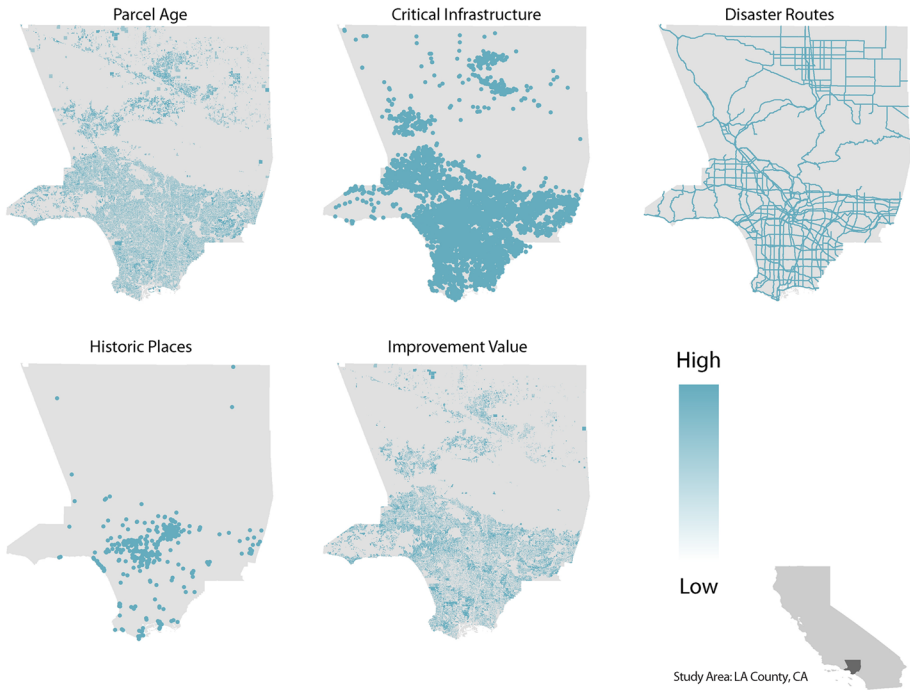 Parcel Age
Critical Infrastructure
Disaster Routes
Historic Places
Improvement Value
High
Low
Study Area: LA County, CA